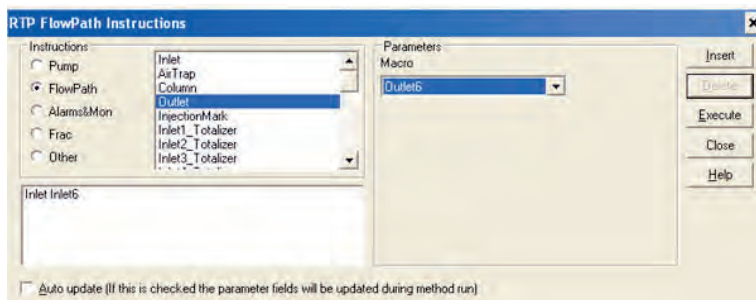 RTP FlowPath Instructions
Instructions
Pump
FlowPath
Alarms&Mon
Frac
Other
Inlet
AirTrap
Column
Outlet
InjectionMark
Inlet1_Totalizer
Inlet2_Totalizer
Inlet3_Totalizer
Parameters
Macro
Outlet6
Insert
Delete
Execute
Close
Help
Inlet Inlet6
Auto update (If this is checked the parameter fields will be updated during method run)